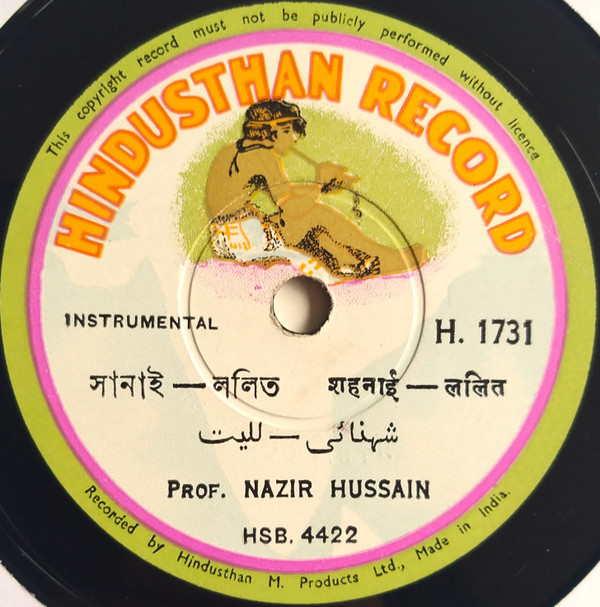 This copyright record must not be publicly performed without licence
HINDUSTHAN RECORD
INSTRUMENTAL
H. 1731
সানাই — ললিত शहनाई — ललित
شہنائی — للیت
PROF. NAZIR HUSSAIN
HSB. 4422
Recorded by Hindusthan M. Products Ltd., Made in India.